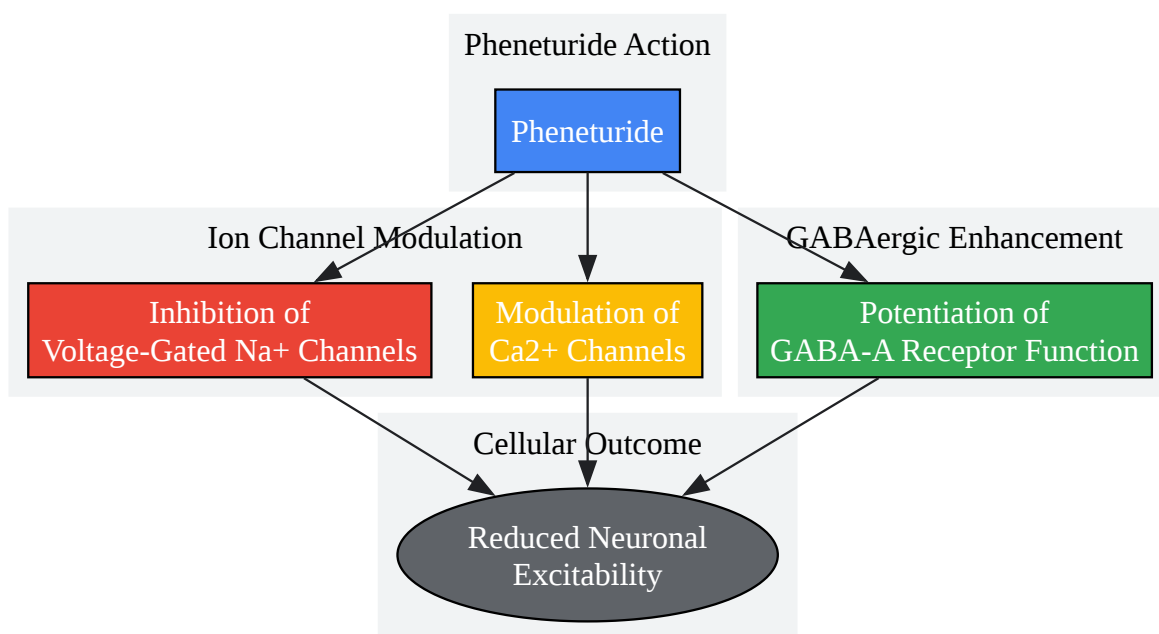 Pheneturide Action
Pheneturide
Ion Channel Modulation
GABAergic Enhancement
Inhibition of
Voltage-Gated Na+ Channels
Modulation of
Ca2+ Channels
Potentiation of
GABA-A Receptor Function
Cellular Outcome
Reduced Neuronal
Excitability